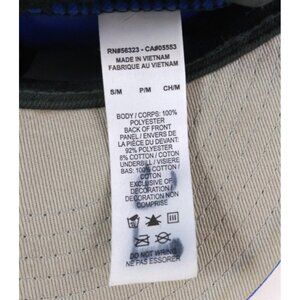 RN#56323 - CA#05553
MADE IN VIETNAM
FABRIQUE AU VIETNAM
S/M P/M CH/M
BODY / CORPS: 100%
POLYESTER
BACK OF FRONT
PANEL / ENVERS DE
LA PIÈCE DU DEVANT:
92% POLYESTER
8% COTTON / COTON
UNDERBILL / VISIERE
BAS: 100% COTTON /
COTON
EXCLUSIVE OF
DECORATION /
DECORATION NON
COMPRISE
DO NOT WRING
NE PAS TORDRE